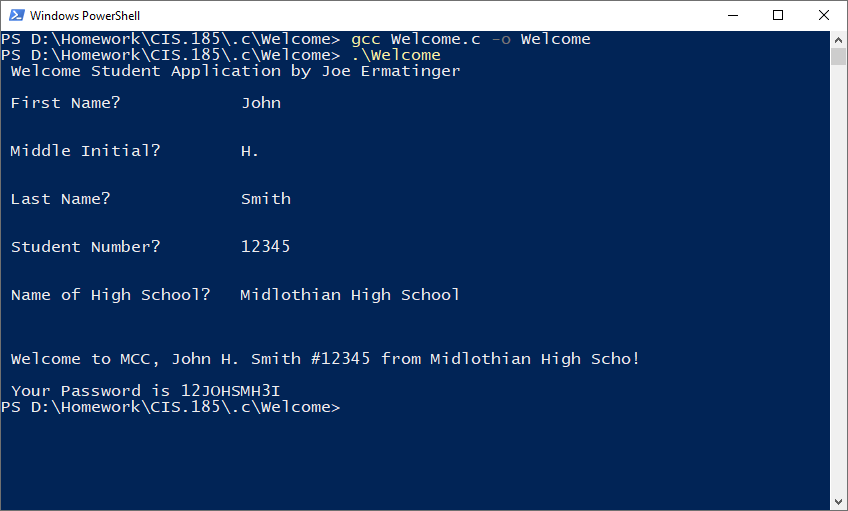 Windows PowerShell
PS D:\Homework\CIS.185\.c\Welcome> gcc Welcome.c -o Welcome
PS D:\Homework\CIS.185\.c\Welcome> .\Welcome
Welcome Student Application by Joe Ermatinger
First Name? John
Middle Initial? H.
Last Name? Smith
Student Number? 12345
Name of High School? Midlothian High School
Welcome to MCC, John H. Smith #12345 from Midlothian High Scho!
Your Password is 12JOHSMH3I
PS D:\Homework\CIS.185\.c\Welcome>